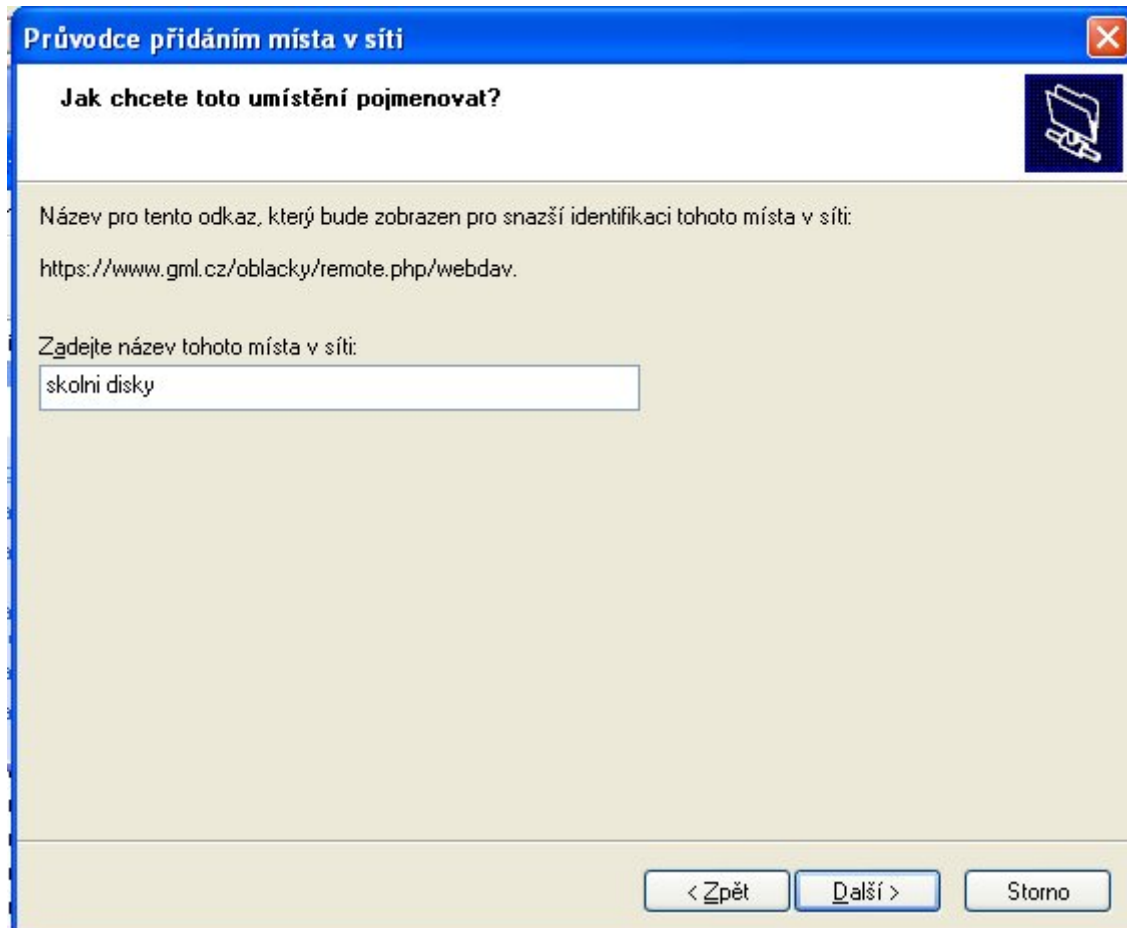 Průvodce přidáním místa v síti
Jak chcete toto umístění pojmenovat?
Název pro tento odkaz, který bude zobrazen pro snazší identifikaci tohoto místa v síti:
https://www.gml.cz/oblacky/remote.php/webdav.
Zadejte název tohoto místa v síti:
skolni disky
< Zpět
Další >
Storno